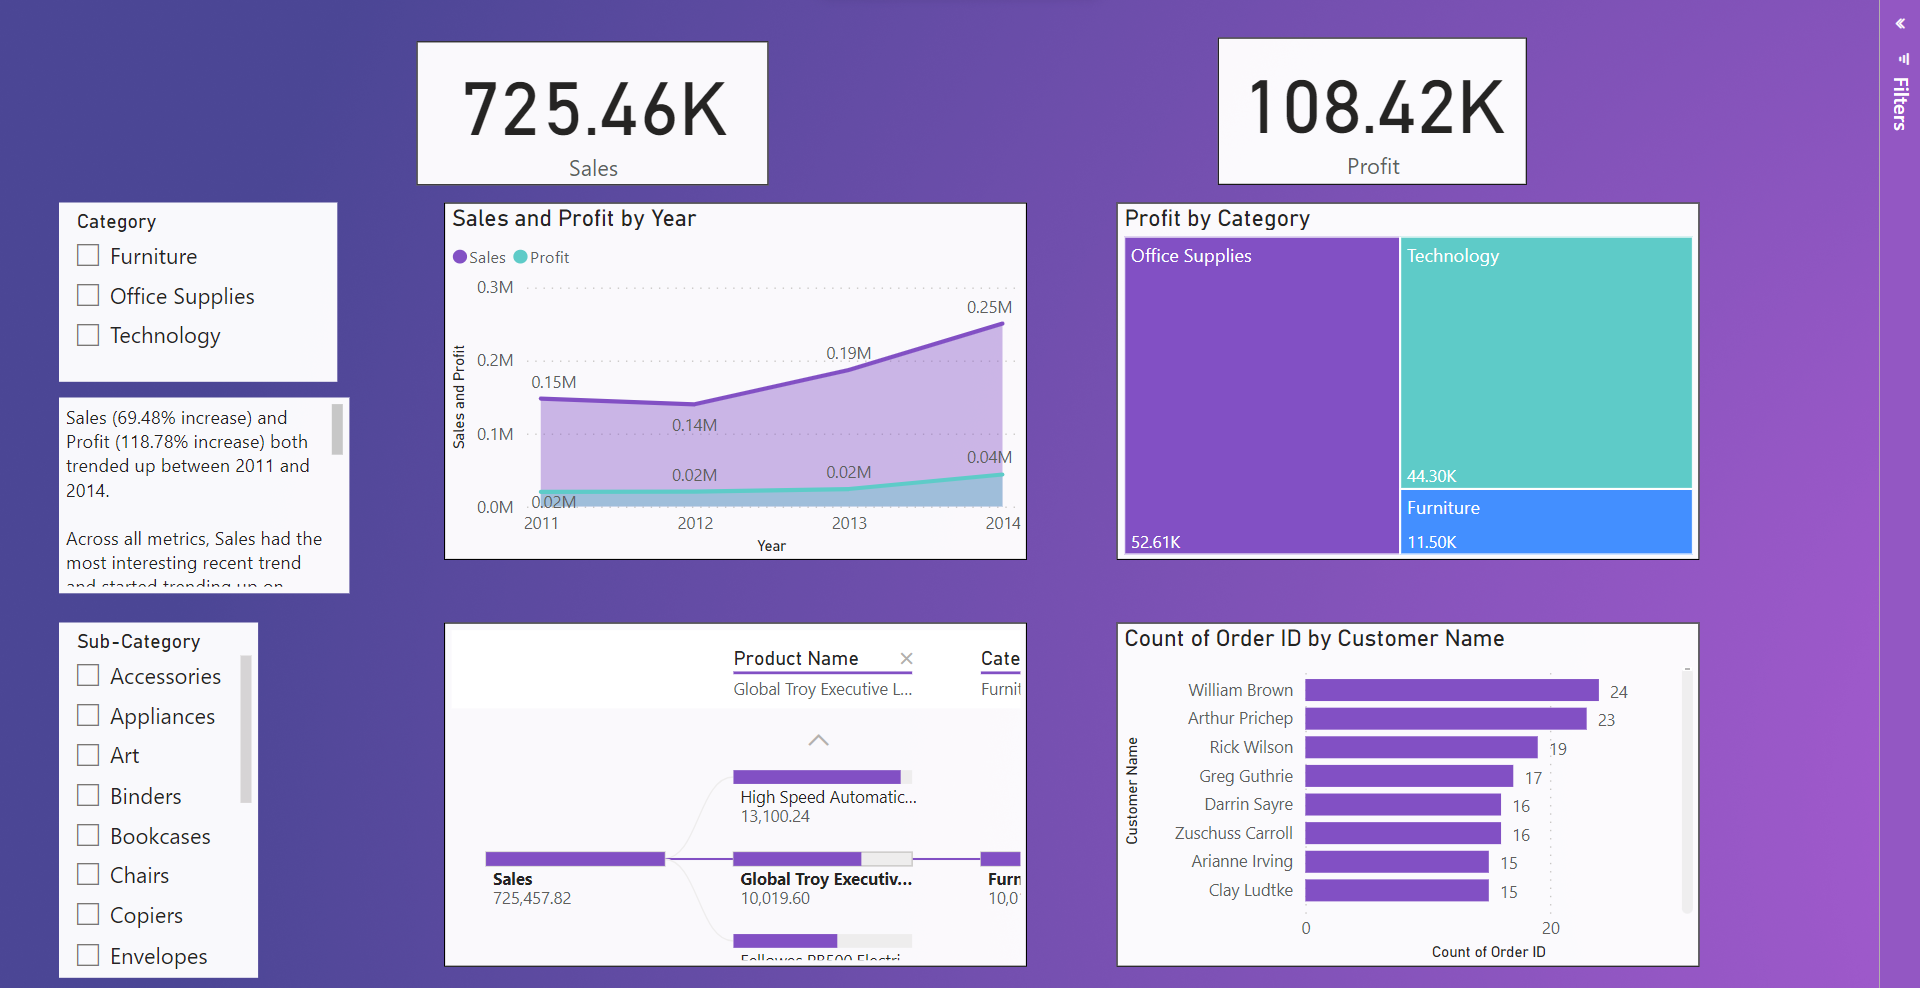 725.46K
Sales
108.42K
Profit
Filters
Category
Furniture
Office Supplies
Technology
Sales (69.48% increase) and
Profit (118.78% increase) both
trended up between 2011 and
2014.
Across all metrics, Sales had the
most interesting recent trend
and started trending up on
Sub-Category
Accessories
Appliances
Art
Binders
Bookcases
Chairs
Copiers
Envelopes
Sales and Profit by Year
Sales Profit
Sales and Profit
0.3M
0.2M
0.1M
0.0M
0.15M
0.14M
0.19M
0.25M
0.02M
0.02M
0.02M
0.04M
2011 2012 2013 2014
Year
Profit by Category
Office Supplies
52.61K
Technology
44.30K
Furniture
11.50K
Product Name
Global Troy Executive L...
Cate
Furnit
High Speed Automatic...
13,100.24
Sales
725,457.82
Global Troy Executiv...
10,019.60
Furn
10,0
Fellowes PB500 Electri
Count of Order ID by Customer Name
Customer Name
William Brown 24
Arthur Prichep 23
Rick Wilson 19
Greg Guthrie 17
Darrin Sayre 16
Zuschuss Carroll 16
Arianne Irving 15
Clay Ludtke 15
0 20
Count of Order ID